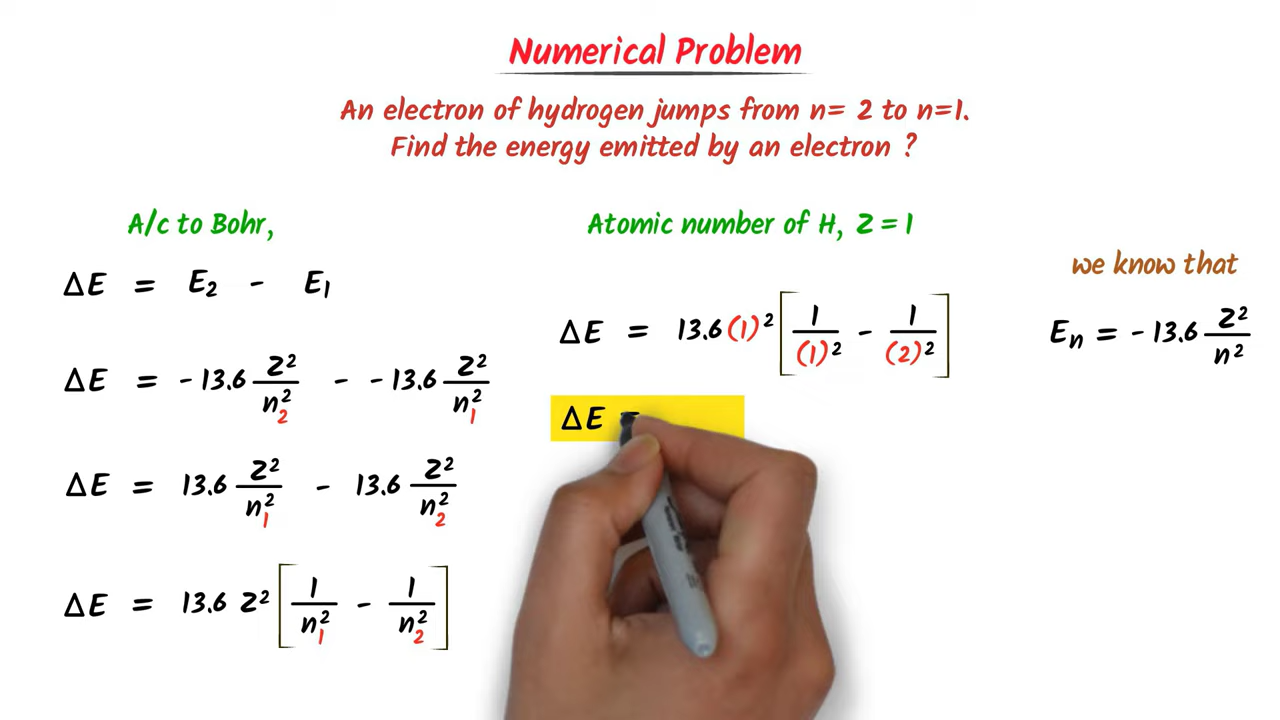 Numerical Problem
An electron of hydrogen jumps from n= 2 to n=1.
Find the energy emitted by an electron ?
A/c to Bohr,
ΔE = E₂ - E₁
ΔE = -13.6 Z²/n₂² - -13.6 Z²/n₁²
ΔE = 13.6 Z²/n₁² - 13.6 Z²/n₂²
ΔE = 13.6 Z² [1/n₁² - 1/n₂²]
Atomic number of H, Z = 1
ΔE = 13.6 (1)² [1/(1)² - 1/(2)²]
ΔE =
we know that
Eₙ = -13.6 Z²/n²